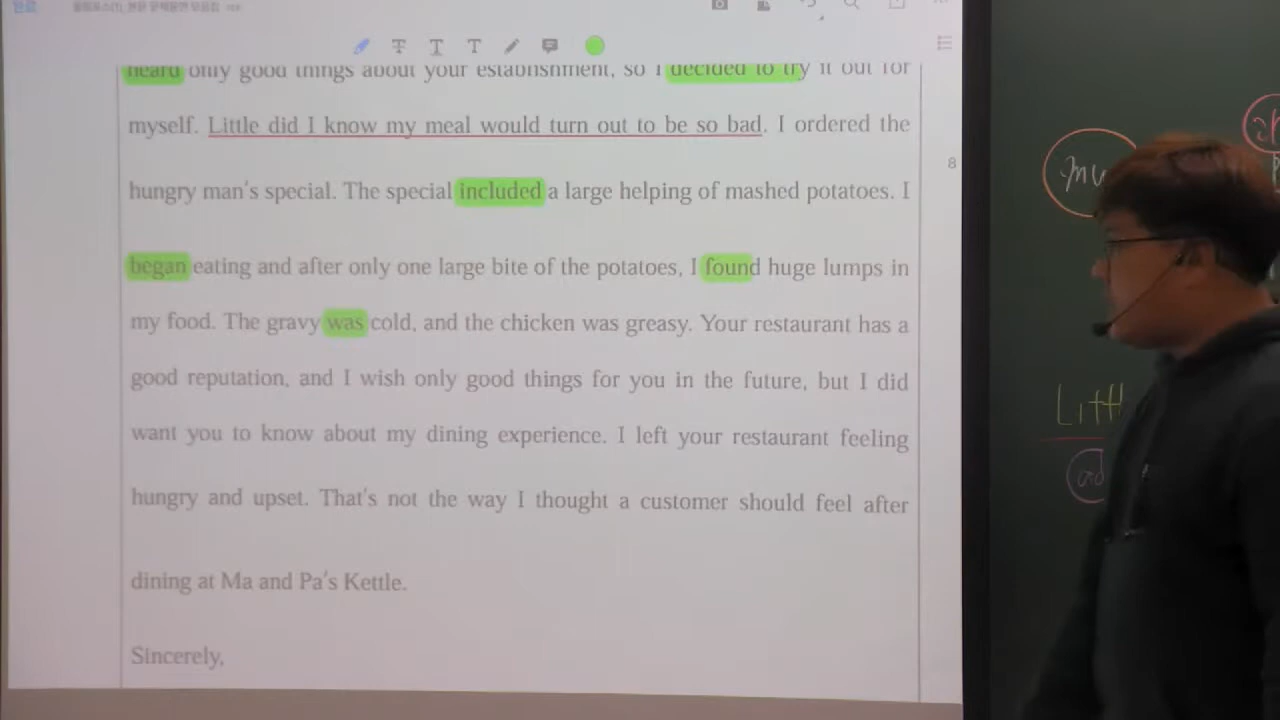 완료
heard only good things about your establishment, so I decided to try it out for
myself. Little did I know my meal would turn out to be so bad. I ordered the
8
hungry man's special. The special included a large helping of mashed potatoes. I
began eating and after only one large bite of the potatoes, I found huge lumps in
my food. The gravy was cold, and the chicken was greasy. Your restaurant has a
good reputation, and I wish only good things for you in the future, but I did
want you to know about my dining experience. I left your restaurant feeling
hungry and upset. That's not the way I thought a customer should feel after
dining at Ma and Pa's Kettle.
Sincerely,
Litt
ad